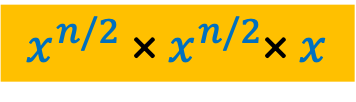 x^{n/2} × x^{n/2} × x